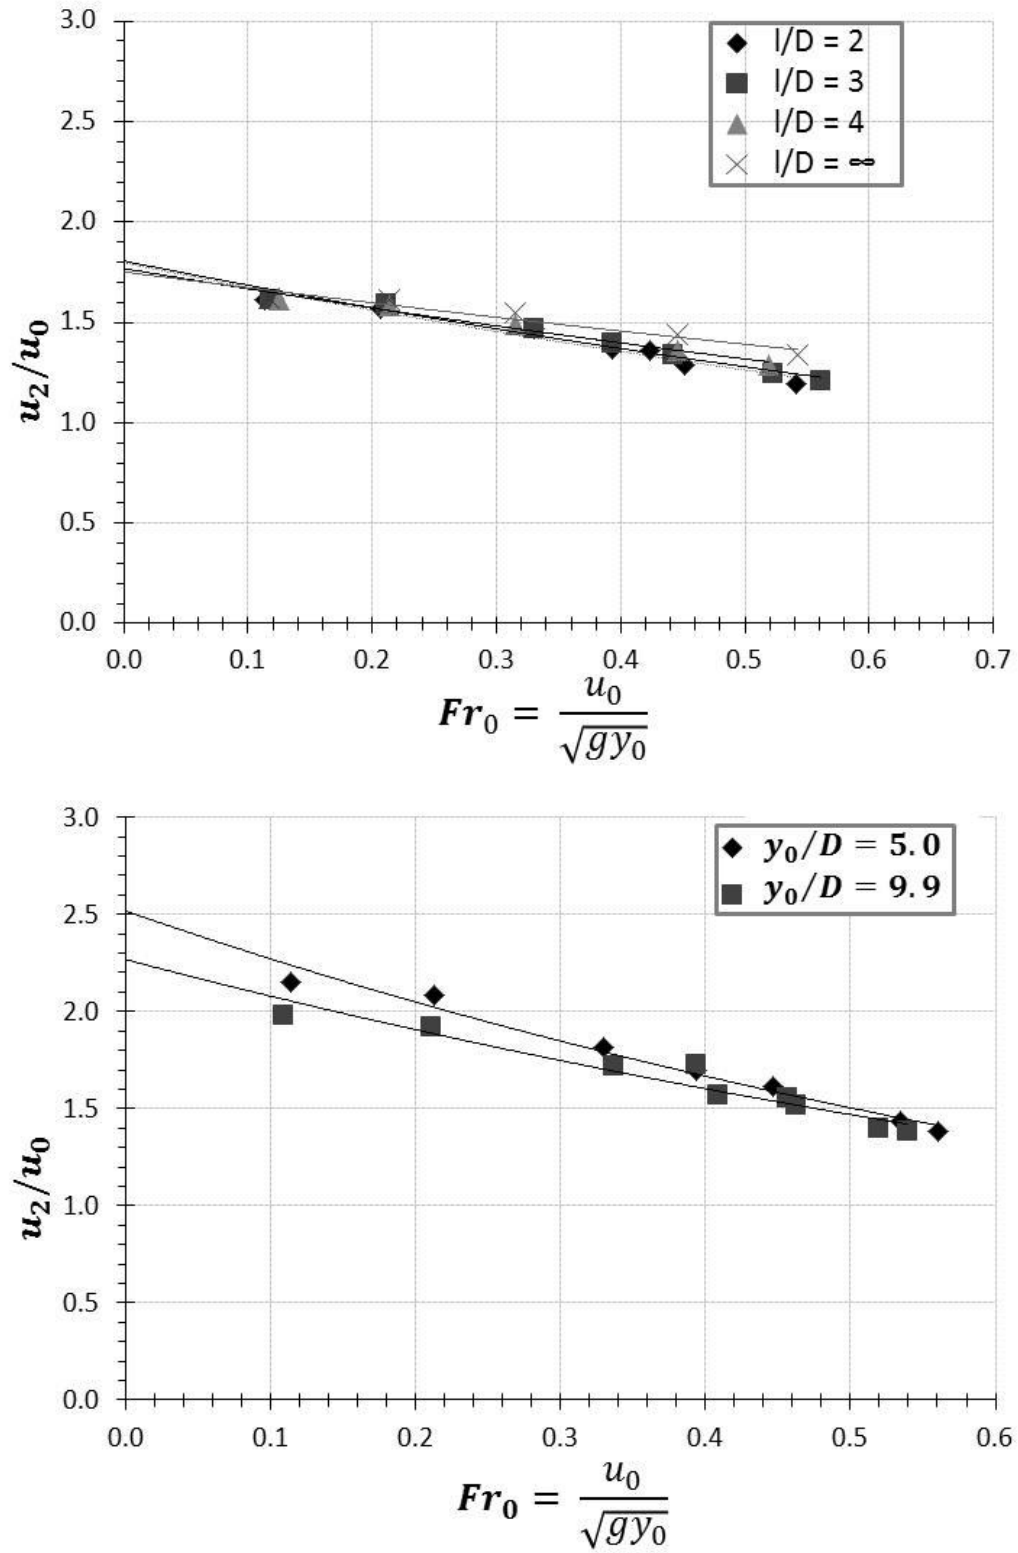 3.0
l/D = 2
l/D = 3
2.5
l/D = 4
l/D = ∞
2.0
1.5
u₂/u₀
1.0
0.5
0.0
0.0 0.1 0.2 0.3 0.4 0.5 0.6 0.7
Fr₀ = u₀/√gy₀
3.0
y₀/D = 5.0
y₀/D = 9.9
2.5
2.0
1.5
u₂/u₀
1.0
0.5
0.0
0.0 0.1 0.2 0.3 0.4 0.5 0.6
Fr₀ = u₀/√gy₀